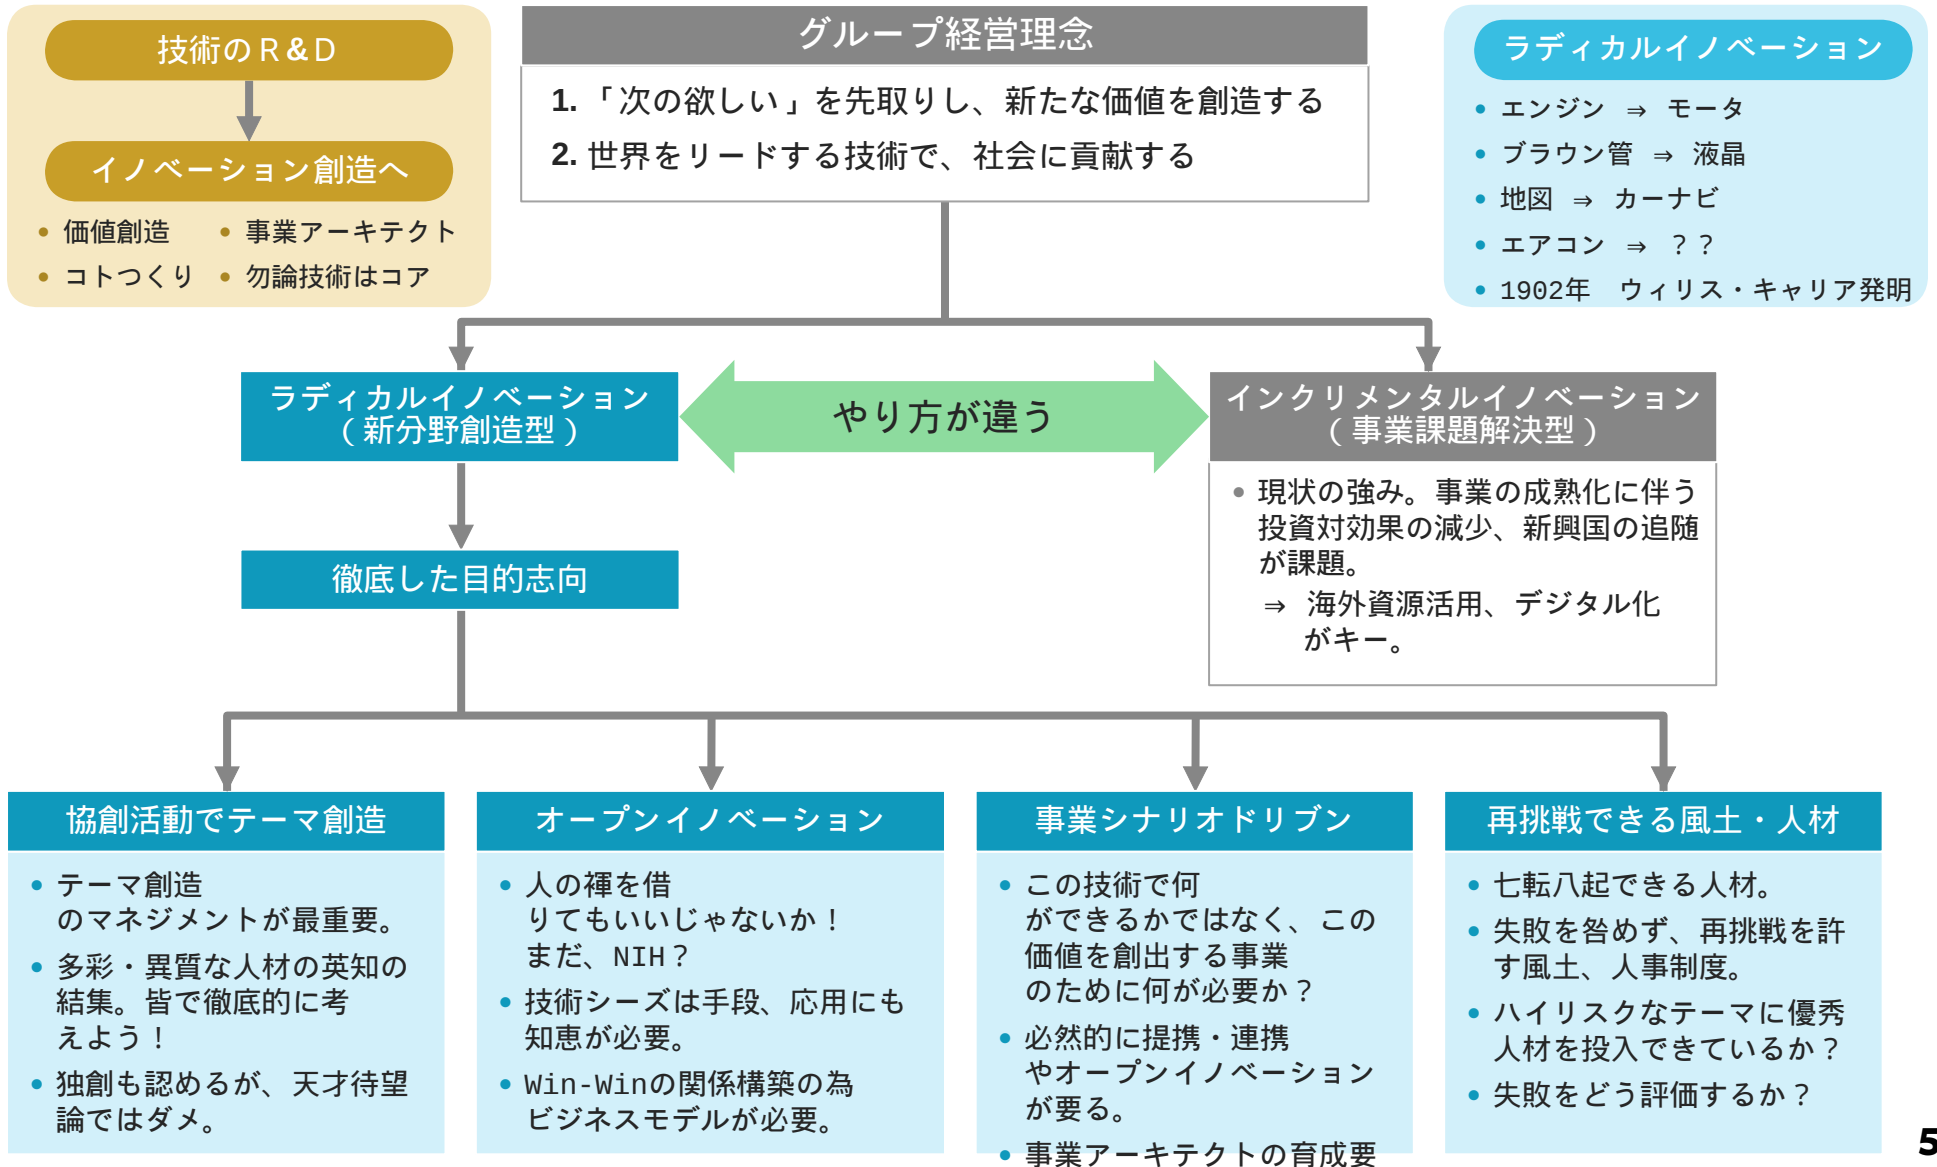 技術のR&D
イノベーション創造へ
• 価値創造
• コトつくり
• 事業アーキテクト
• 勿論技術はコア
グループ経営理念
1. 「次の欲しい」を先取りし、新たな価値を創造する
2. 世界をリードする技術で、社会に貢献する
ラディカルイノベーション
• エンジン ⇒ モータ
• ブラウン管 ⇒ 液晶
• 地図 ⇒ カーナビ
• エアコン ⇒ ？？
• 1902年　ウィリス・キャリア発明
ラディカルイノベーション
（新分野創造型）
やり方が違う
インクリメンタルイノベーション
（事業課題解決型）
• 現状の強み。事業の成熟化に伴う
投資対効果の減少、新興国の追随
が課題。
⇒ 海外資源活用、デジタル化
がキー。
徹底した目的志向
協創活動でテーマ創造
• テーマ創造
のマネジメントが最重要。
• 多彩・異質な人材の英知の
結集。皆で徹底的に考
えよう！
• 独創も認めるが、天才待望
論ではダメ。
オープンイノベーション
• 人の褌を借
りてもいいじゃないか！
まだ、NIH？
• 技術シーズは手段、応用にも
知恵が必要。
• Win-Winの関係構築の為
ビジネスモデルが必要。
事業シナリオドリブン
• この技術で何
ができるかではなく、この
価値を創出する事業
のために何が必要か？
• 必然的に提携・連携
やオープンイノベーション
が要る。
• 事業アーキテクトの育成要
再挑戦できる風土・人材
• 七転八起できる人材。
• 失敗を咎めず、再挑戦を許
す風土、人事制度。
• ハイリスクなテーマに優秀
人材を投入できているか？
• 失敗をどう評価するか？
5